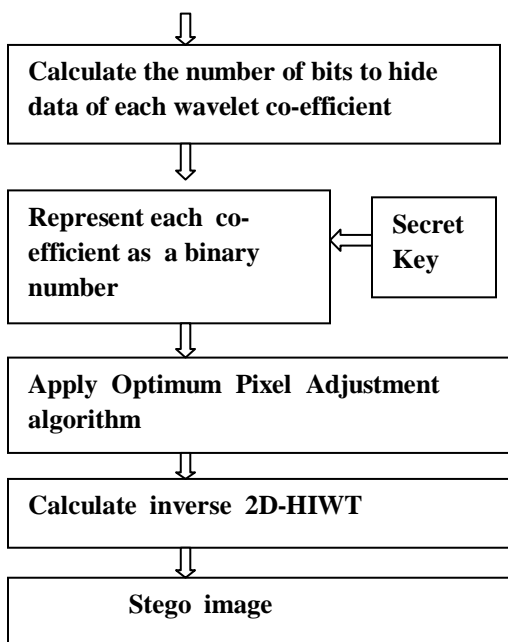 Calculate the number of bits to hide
data of each wavelet co-efficient
Represent each co-
efficient as a binary
number
Secret
Key
Apply Optimum Pixel Adjustment
algorithm
Calculate inverse 2D-HIWT
Stego image